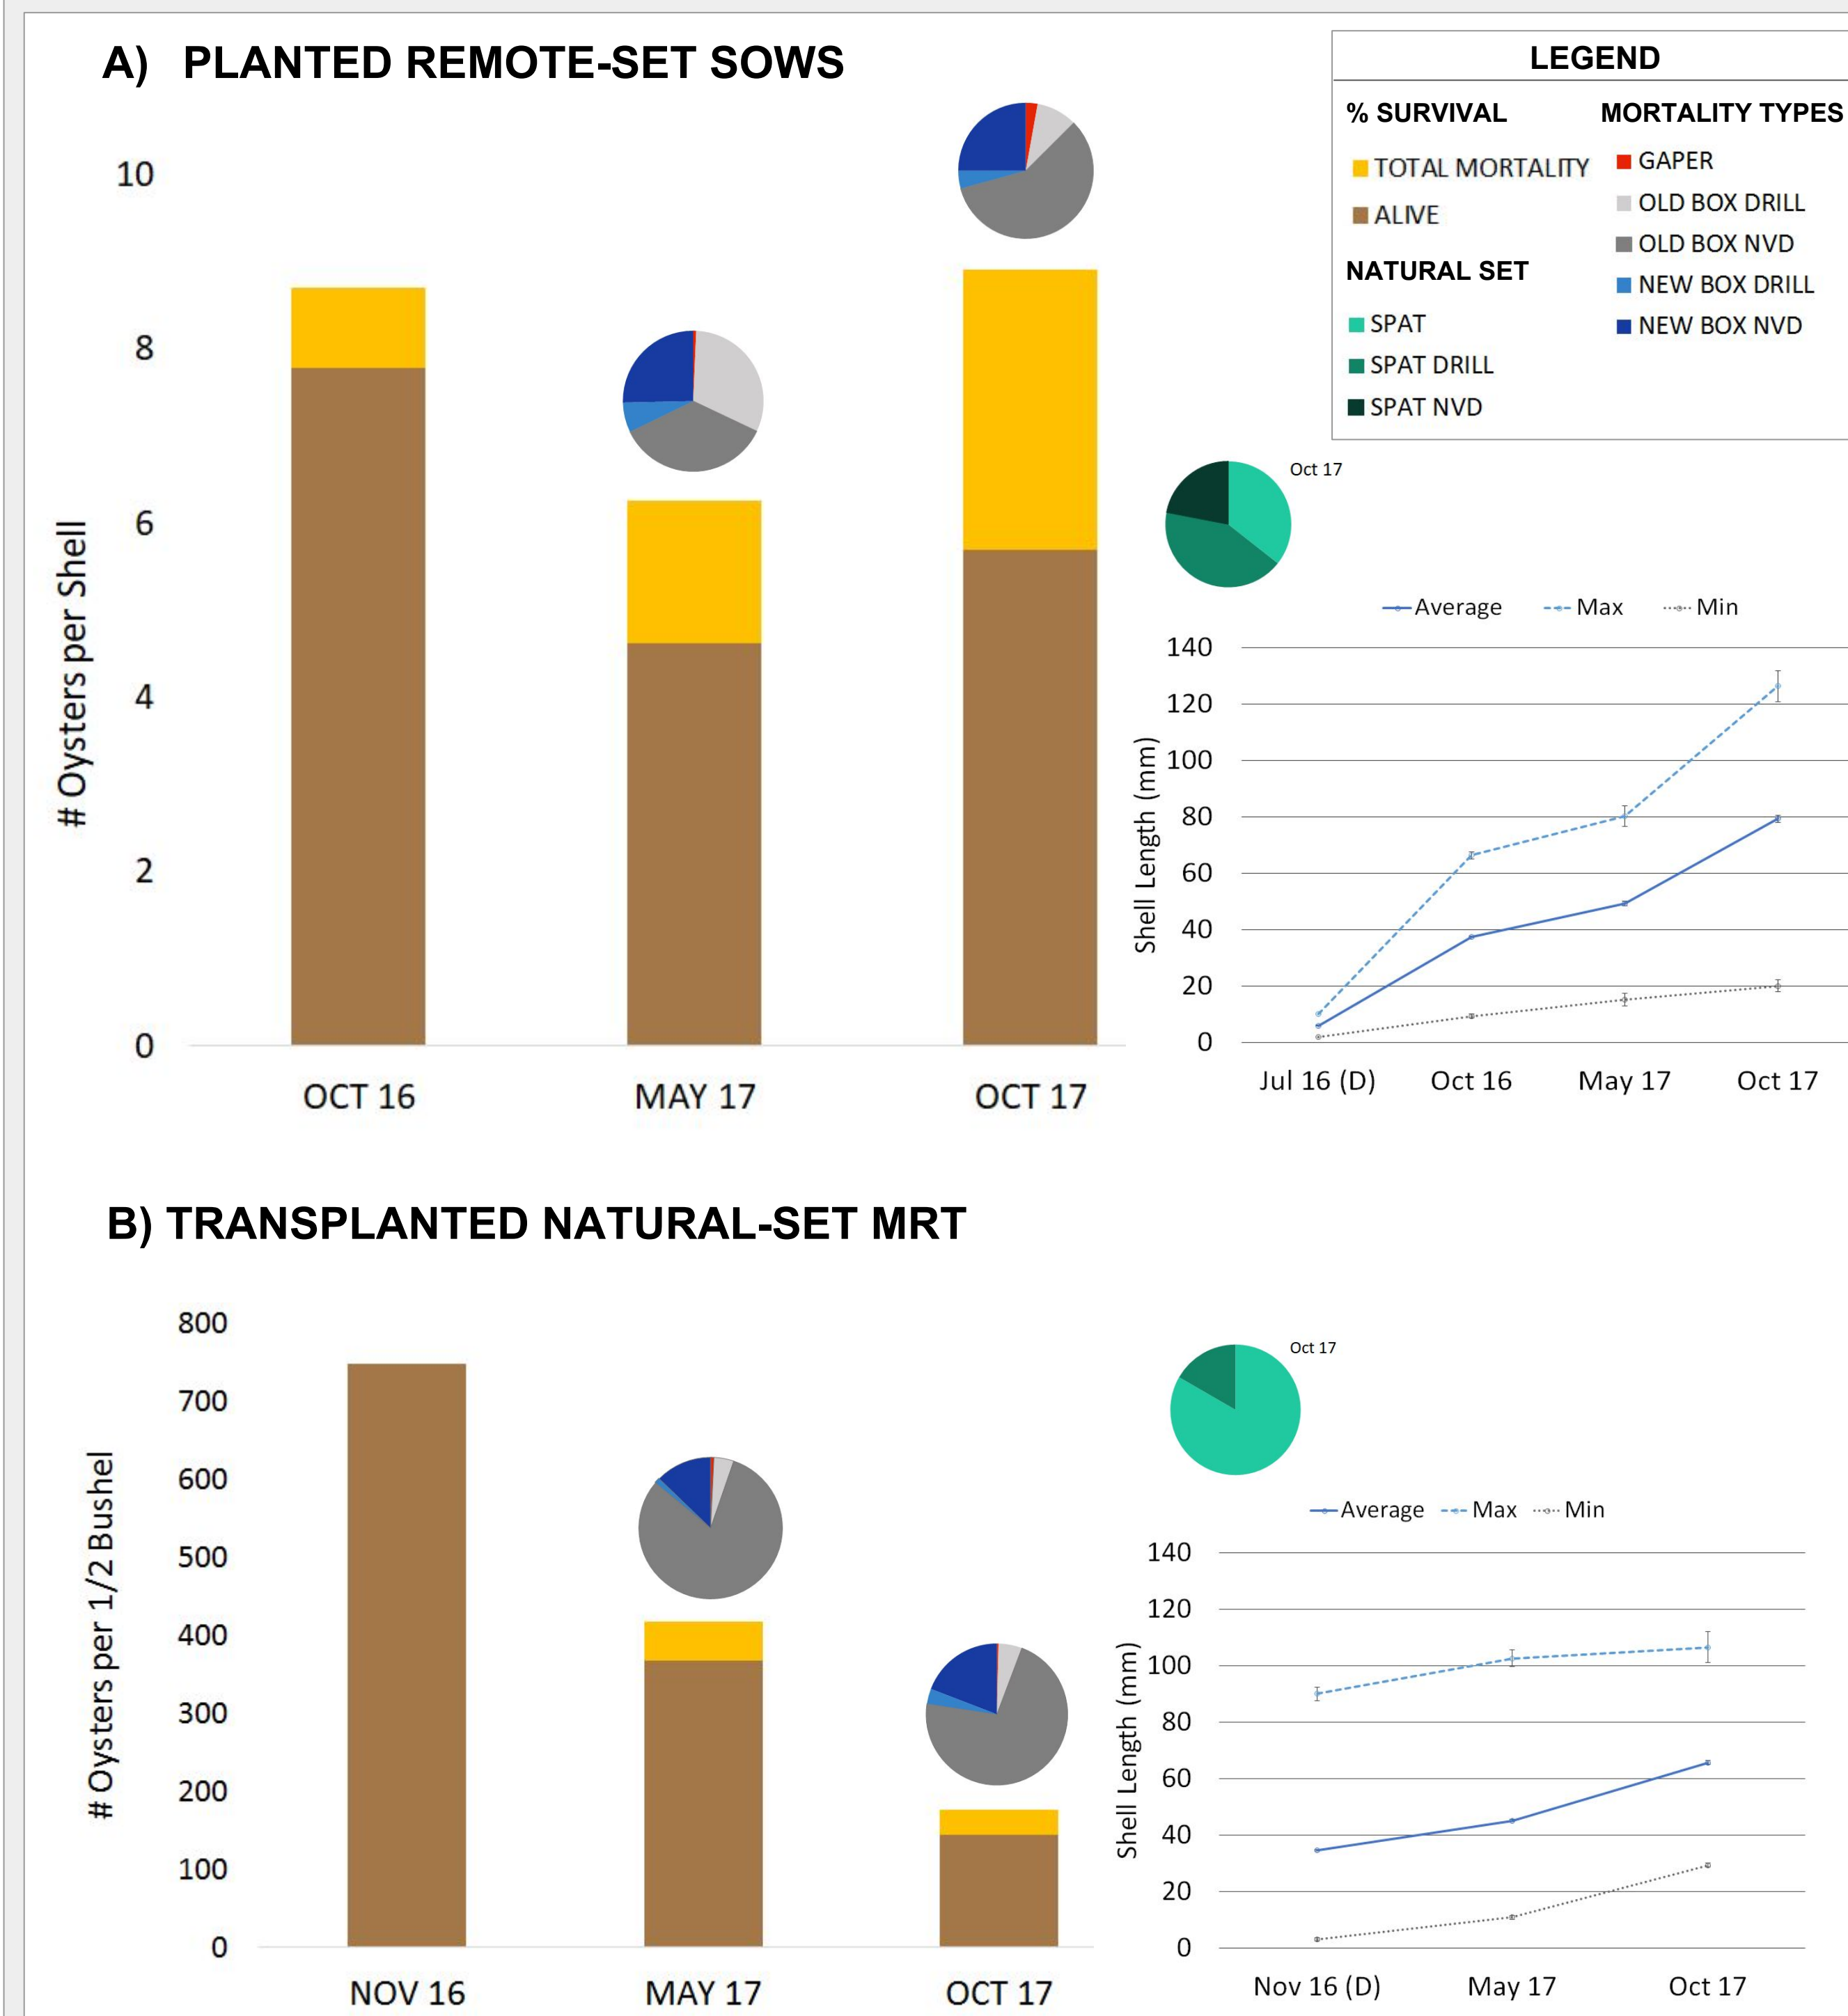 A) PLANTED REMOTE-SET SOWS
# Oysters per Shell
10
8
6
4
2
0
OCT 16 MAY 17 OCT 17
LEGEND
% SURVIVAL MORTALITY TYPES
TOTAL MORTALITY GAPER
ALIVE OLD BOX DRILL
OLD BOX NVD
NATURAL SET NEW BOX DRILL
SPAT NEW BOX NVD
SPAT DRILL
SPAT NVD
Oct 17
Average Max Min
Shell Length (mm)
140
120
100
80
60
40
20
0
Jul 16 (D) Oct 16 May 17 Oct 17
B) TRANSPLANTED NATURAL-SET MRT
# Oysters per 1/2 Bushel
800
700
600
500
400
300
200
100
0
NOV 16 MAY 17 OCT 17
Oct 17
Average Max Min
Shell Length (mm)
140
120
100
80
60
40
20
0
Nov 16 (D) May 17 Oct 17